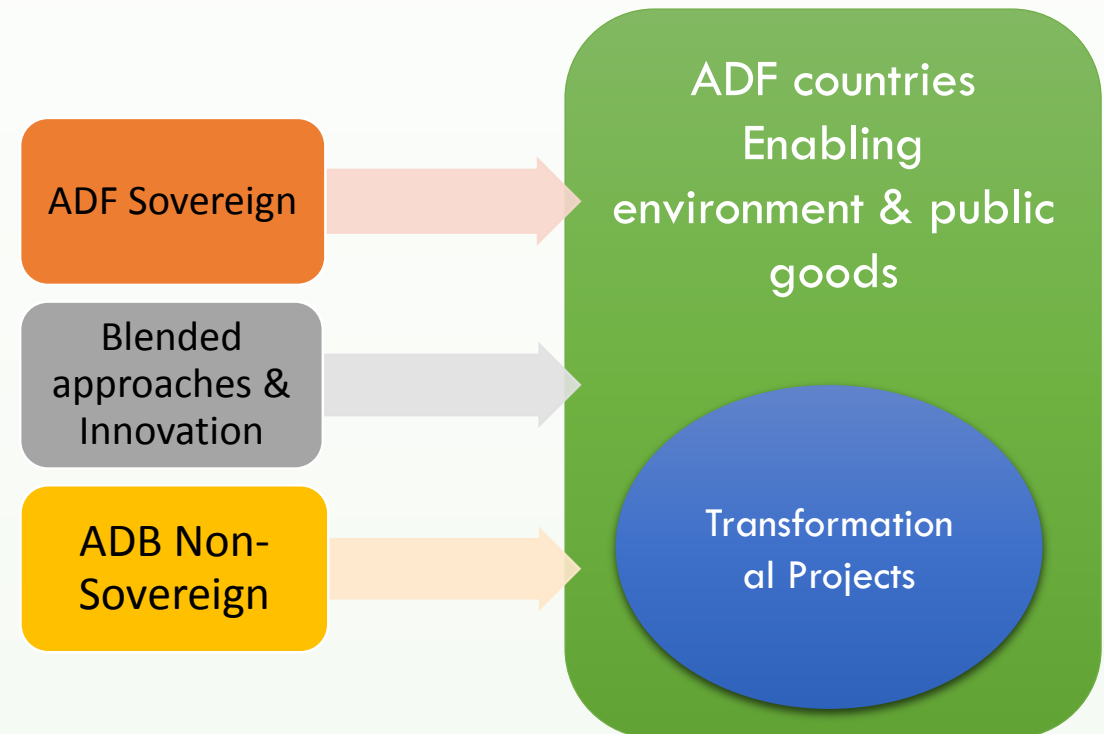 ADF Sovereign
Blended
approaches &
Innovation
ADB Non-
Sovereign
ADF countries
Enabling
environment & public
goods
Transformation
al Projects